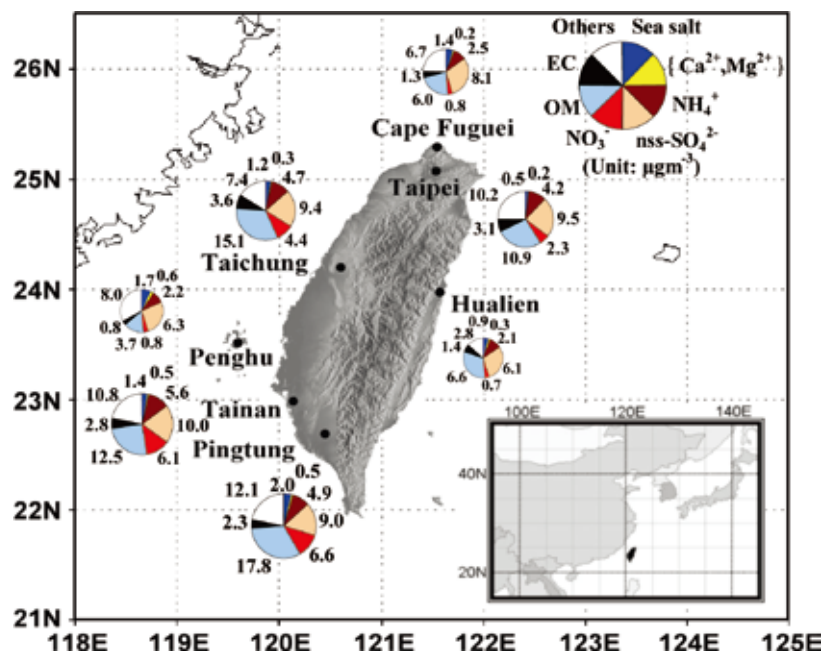 26N
25N
24N
23N
22N
21N
118E 119E 120E 121E 122E 123E 124E 125E
Others Sea salt
EC { Ca²⁺,Mg²⁺}
OM NH₄⁺
NO₃⁻ nss-SO₄²⁻
(Unit: µgm⁻³)
6.7 1.4 0.2 2.5
1.3 8.1
6.0 0.8
Cape Fuguei
Taipei
10.2 0.5 0.2 4.2
3.1 9.5
10.9 2.3
7.4 1.2 0.3 4.7
3.6 9.4
15.1 4.4
Taichung
Hualien
2.8 0.9 0.3 2.1
1.4 6.1
6.6 0.7
8.0 1.7 0.6 2.2
0.8 6.3
3.7 0.8
Penghu
10.8 1.4 0.5 5.6
2.8 10.0
12.5 6.1
Tainan
Pingtung
12.1 2.0 0.5 4.9
2.3 9.0
17.8 6.6
100E 120E 140E
40N
20N